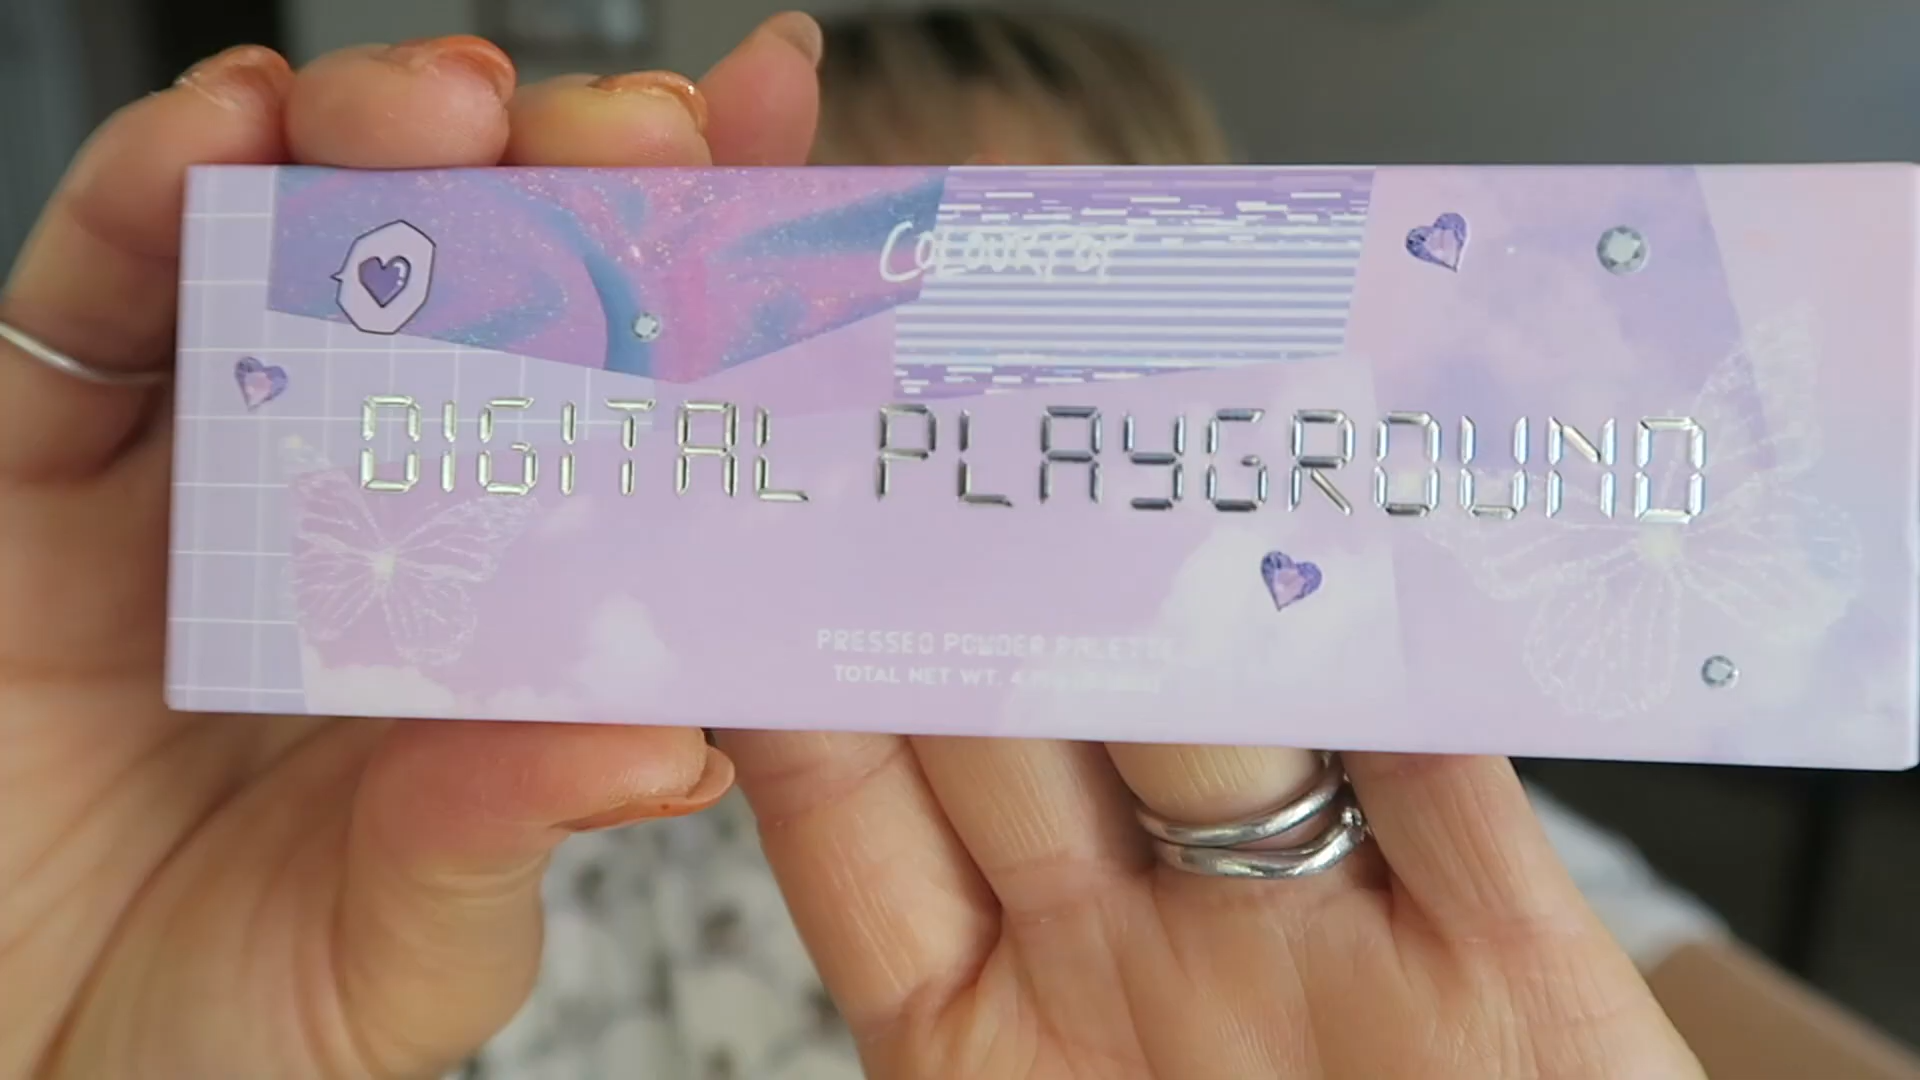 COLOURPOP
DIGITAL PLAYGROUND
PRESSED POWDER PALETTE
TOTAL NET WT.